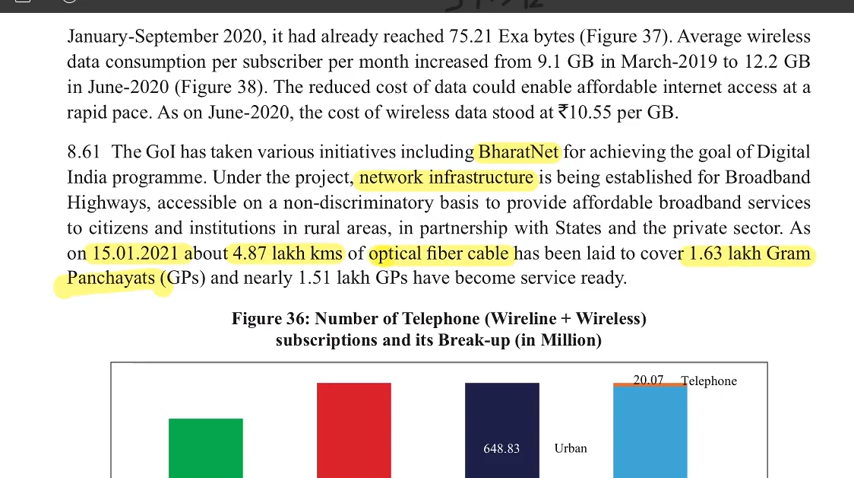 January-September 2020, it had already reached 75.21 Exa bytes (Figure 37). Average wireless
data consumption per subscriber per month increased from 9.1 GB in March-2019 to 12.2 GB
in June-2020 (Figure 38). The reduced cost of data could enable affordable internet access at a
rapid pace. As on June-2020, the cost of wireless data stood at ₹10.55 per GB.
8.61 The GoI has taken various initiatives including BharatNet for achieving the goal of Digital
India programme. Under the project, network infrastructure is being established for Broadband
Highways, accessible on a non-discriminatory basis to provide affordable broadband services
to citizens and institutions in rural areas, in partnership with States and the private sector. As
on 15.01.2021 about 4.87 lakh kms of optical fiber cable has been laid to cover 1.63 lakh Gram
Panchayats (GPs) and nearly 1.51 lakh GPs have become service ready.
Figure 36: Number of Telephone (Wireline + Wireless)
subscriptions and its Break-up (in Million)
20.07 Telephone
648.83 Urban